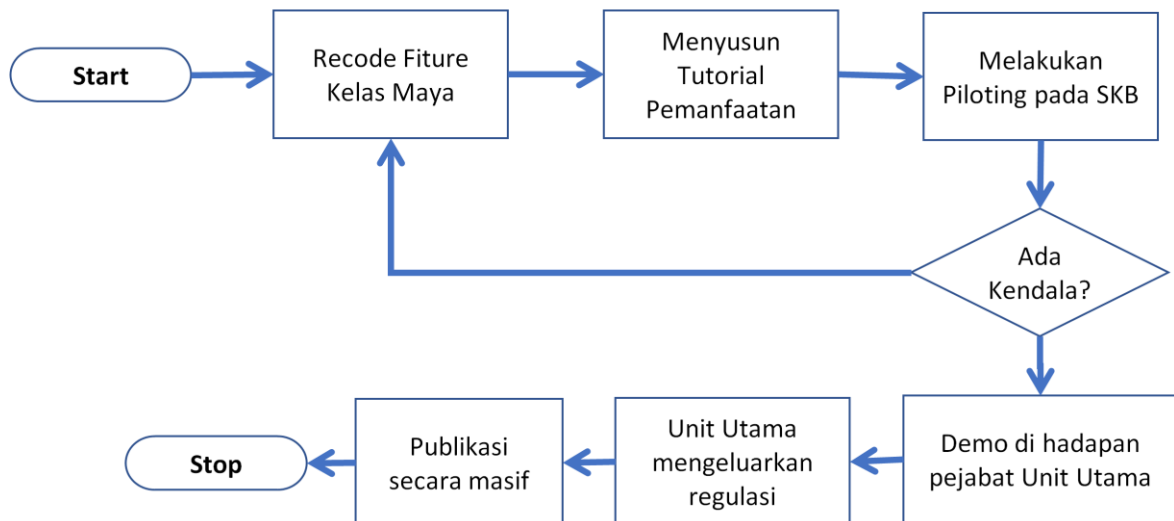 Start
Recode Fiture
Kelas Maya
Menyusun
Tutorial
Pemanfaatan
Melakukan
Piloting pada SKB
Ada
Kendala?
Demo di hadapan
pejabat Unit Utama
Unit Utama
mengeluarkan
regulasi
Publikasi
secara masif
Stop